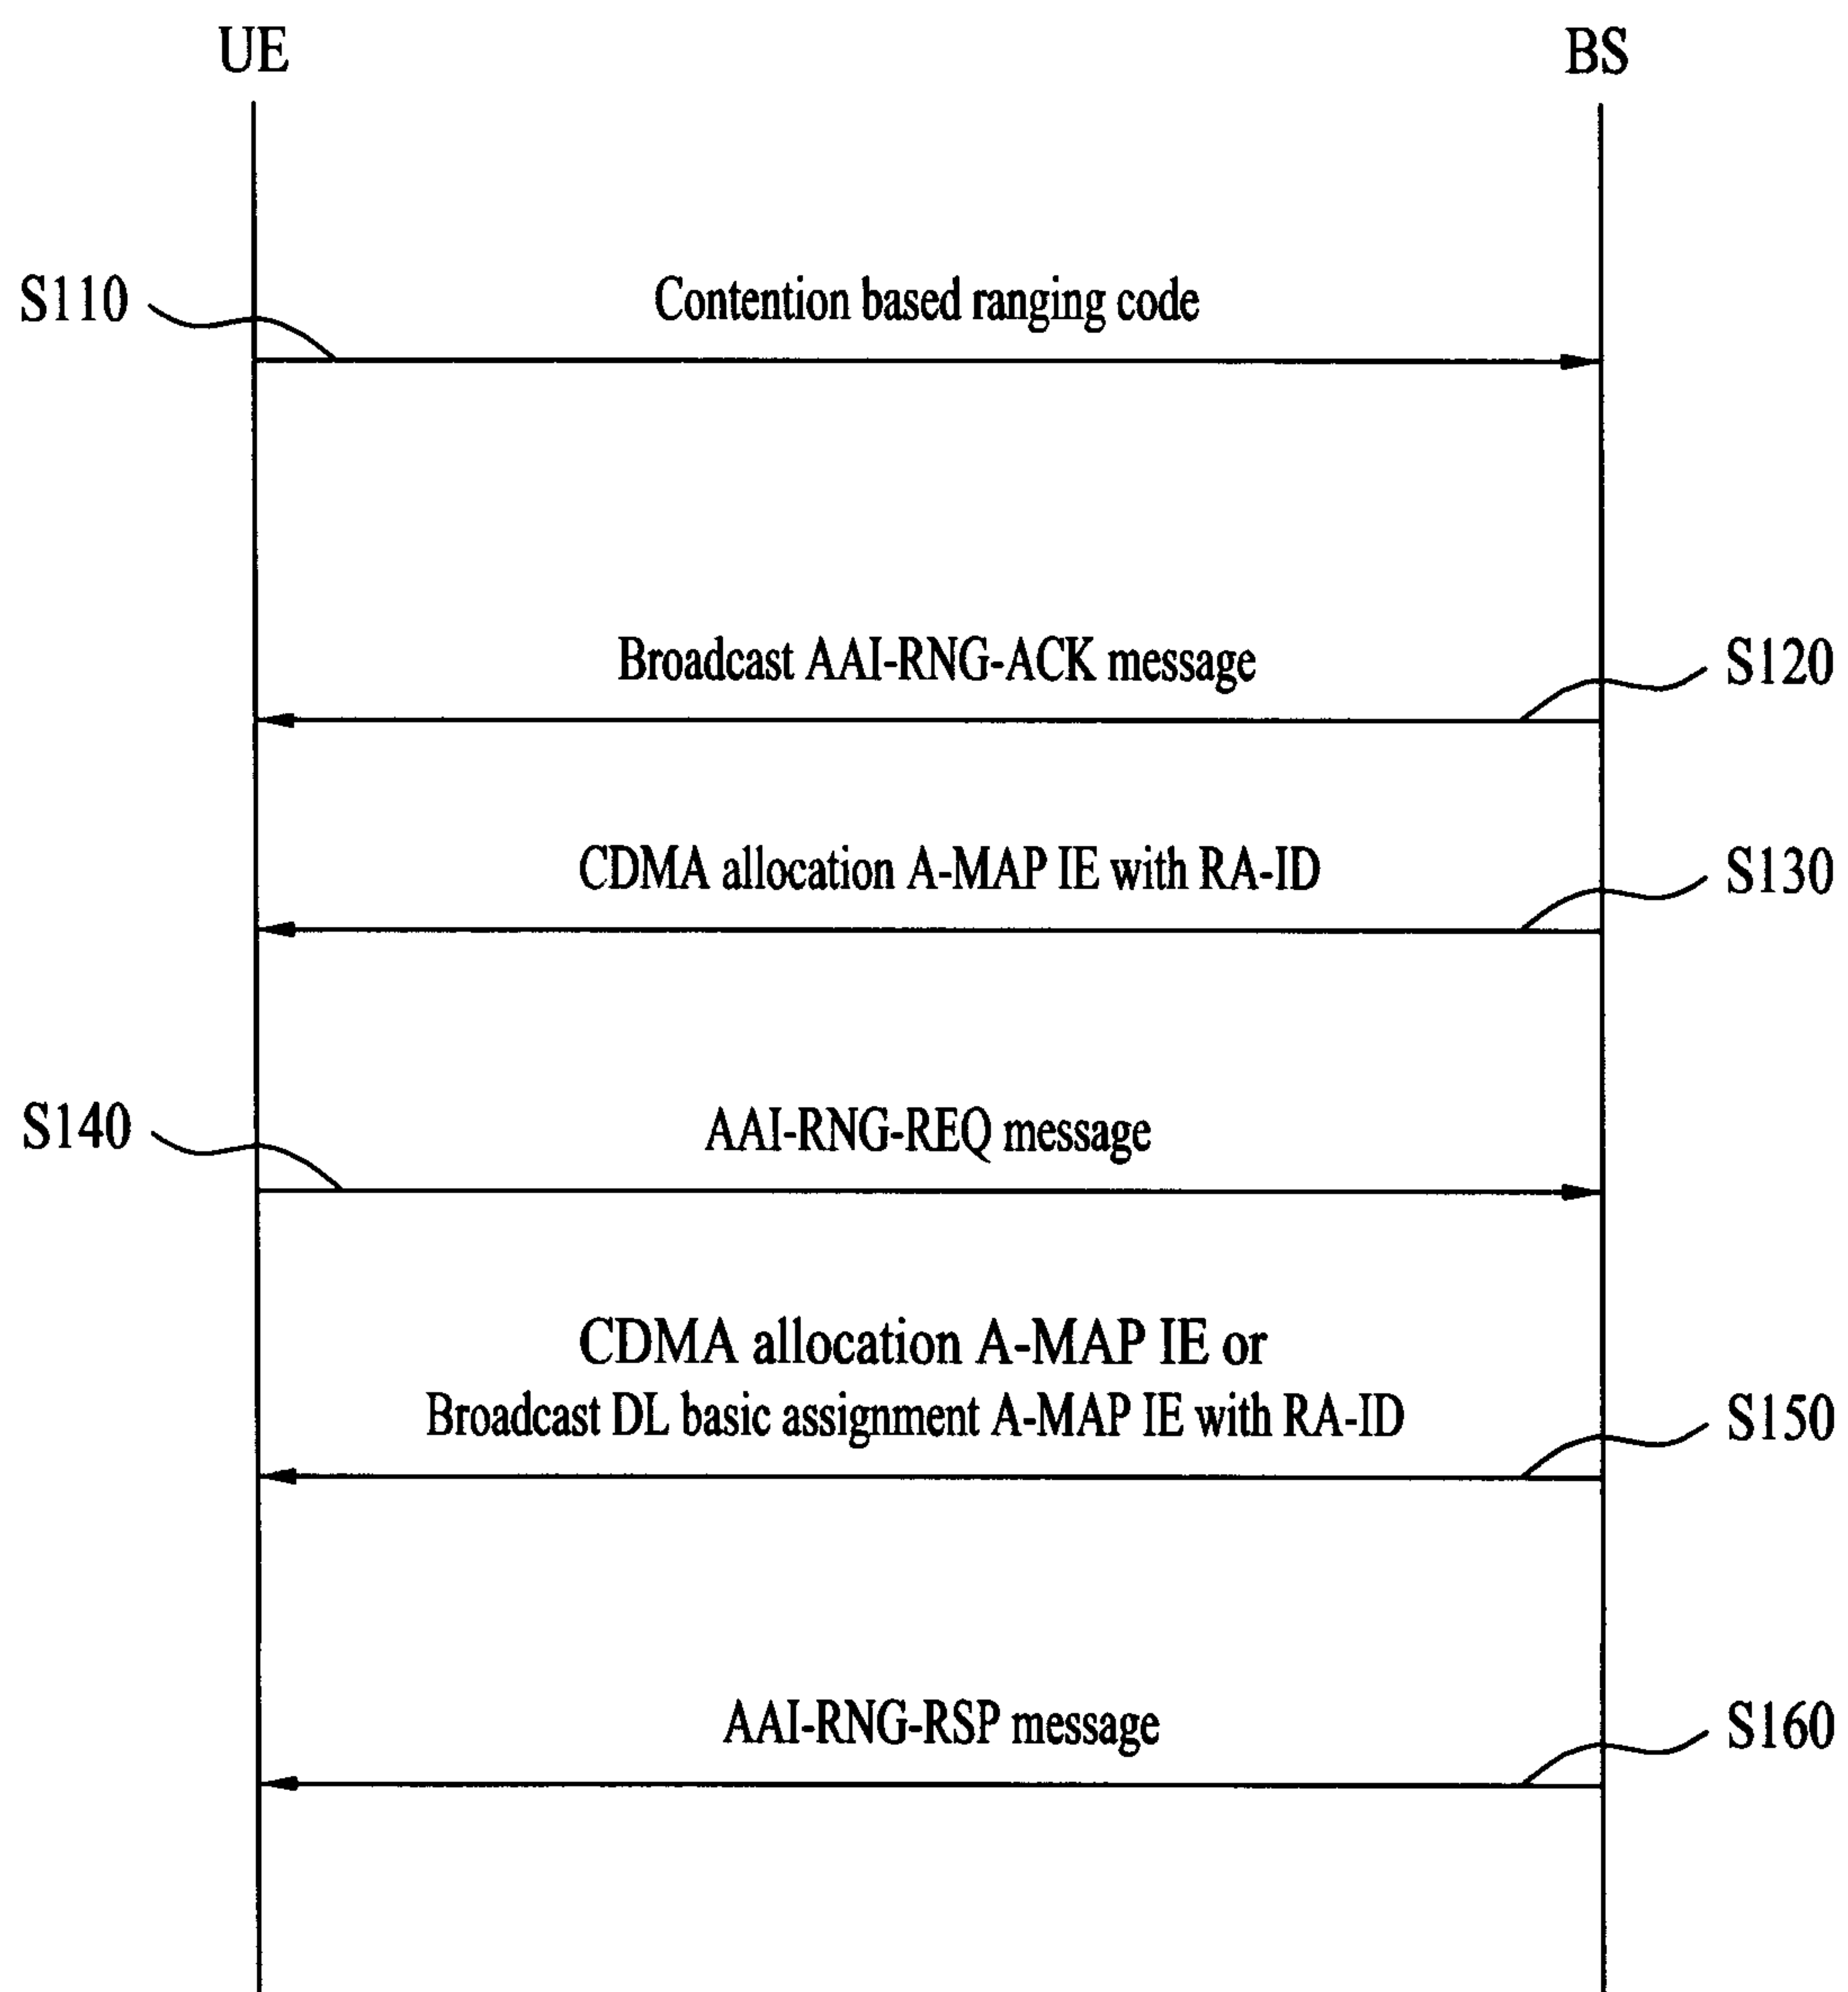 UE
BS
S110
Contention based ranging code
Broadcast AAI-RNG-ACK message
S120
CDMA allocation A-MAP IE with RA-ID
S130
S140
AAI-RNG-REQ message
CDMA allocation A-MAP IE or
Broadcast DL basic assignment A-MAP IE with RA-ID
S150
AAI-RNG-RSP message
S160